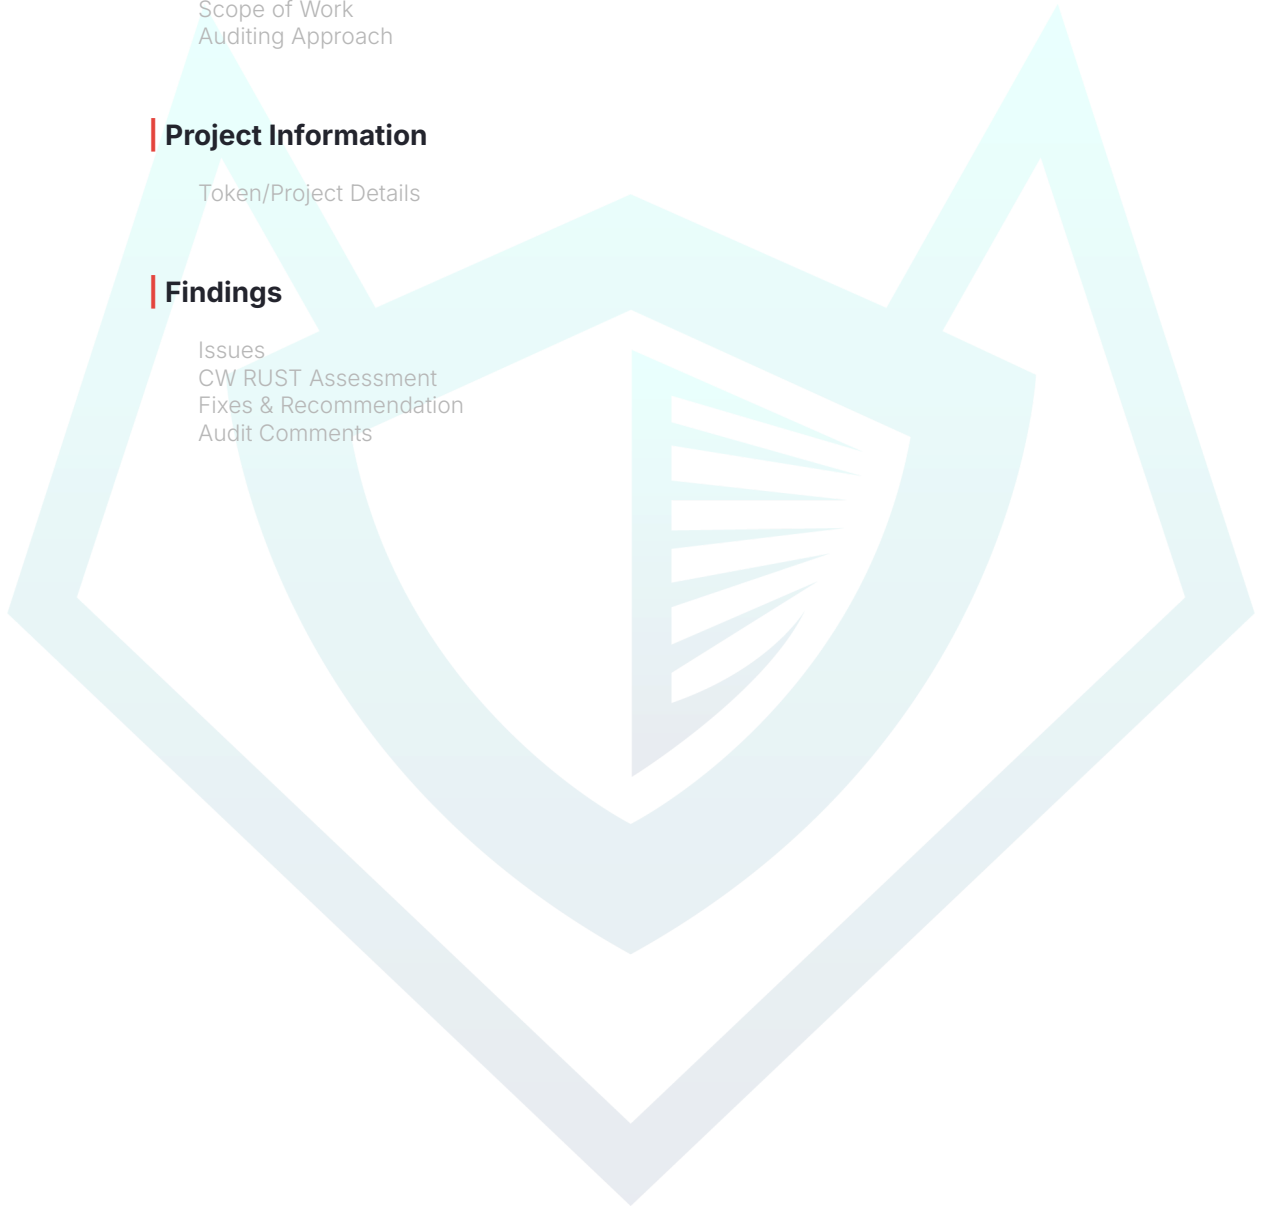 Scope of Work
Auditing Approach
Project Information
Token/Project Details
Findings
Issues
CW RUST Assessment
Fixes & Recommendation
Audit Comments